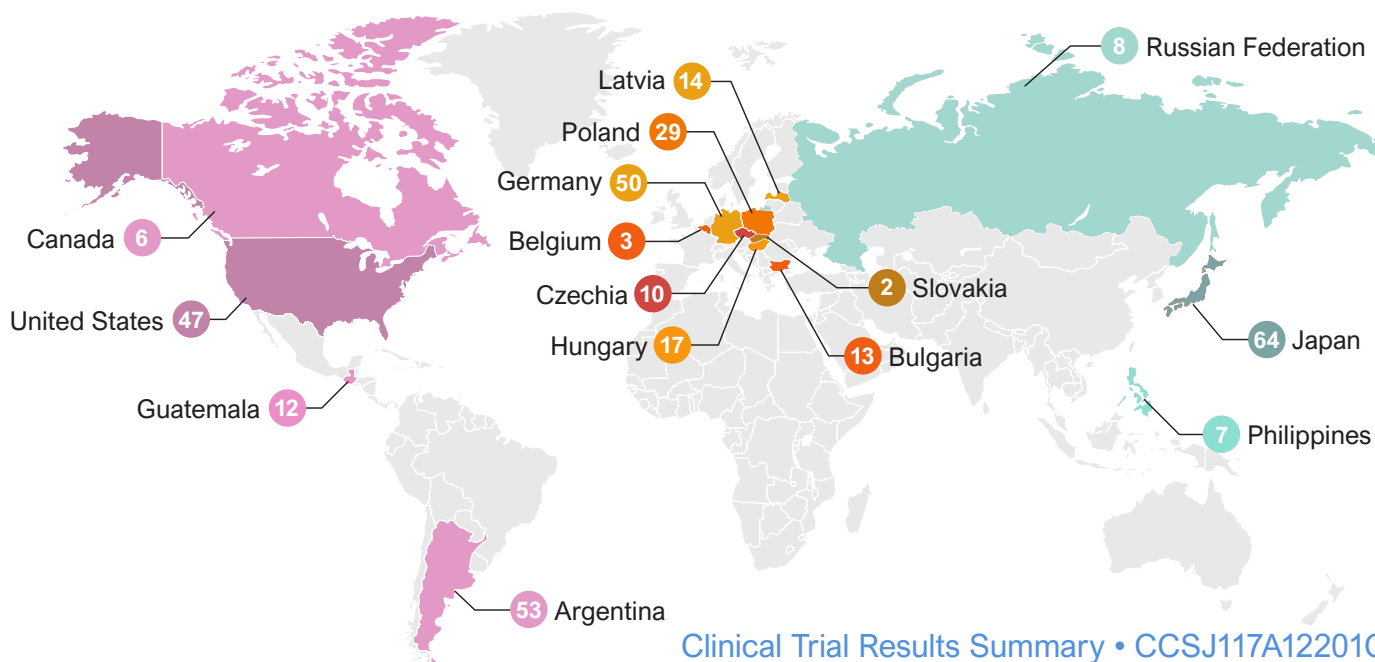 8 Russian Federation
Latvia 14
Poland 29
Germany 50
Canada 6
Belgium 3
Czechia 10
2 Slovakia
United States 47
Hungary 17
13 Bulgaria
64 Japan
Guatemala 12
7 Philippines
53 Argentina
Clinical Trial Results Summary • CCSJ117A12201C